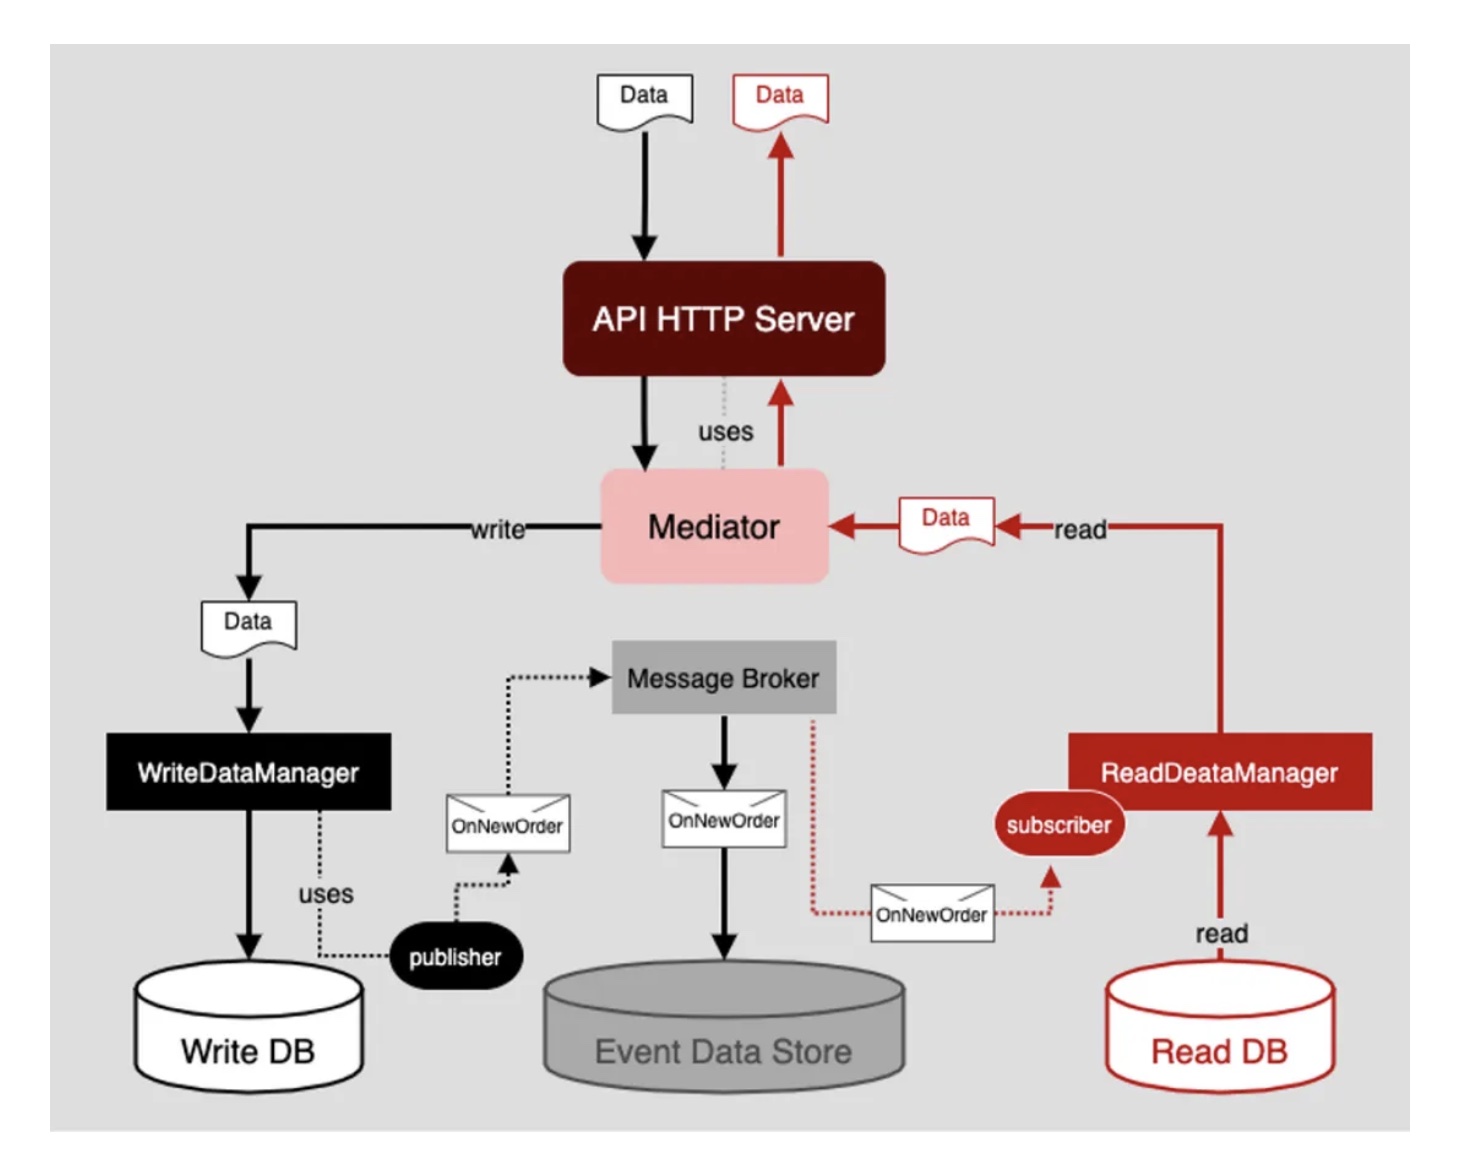 Data
Data
API HTTP Server
uses
Mediator
write
Data
read
Data
Message Broker
WriteDataManager
OnNewOrder
OnNewOrder
ReadDeataManager
subscriber
uses
publisher
OnNewOrder
read
Write DB
Event Data Store
Read DB